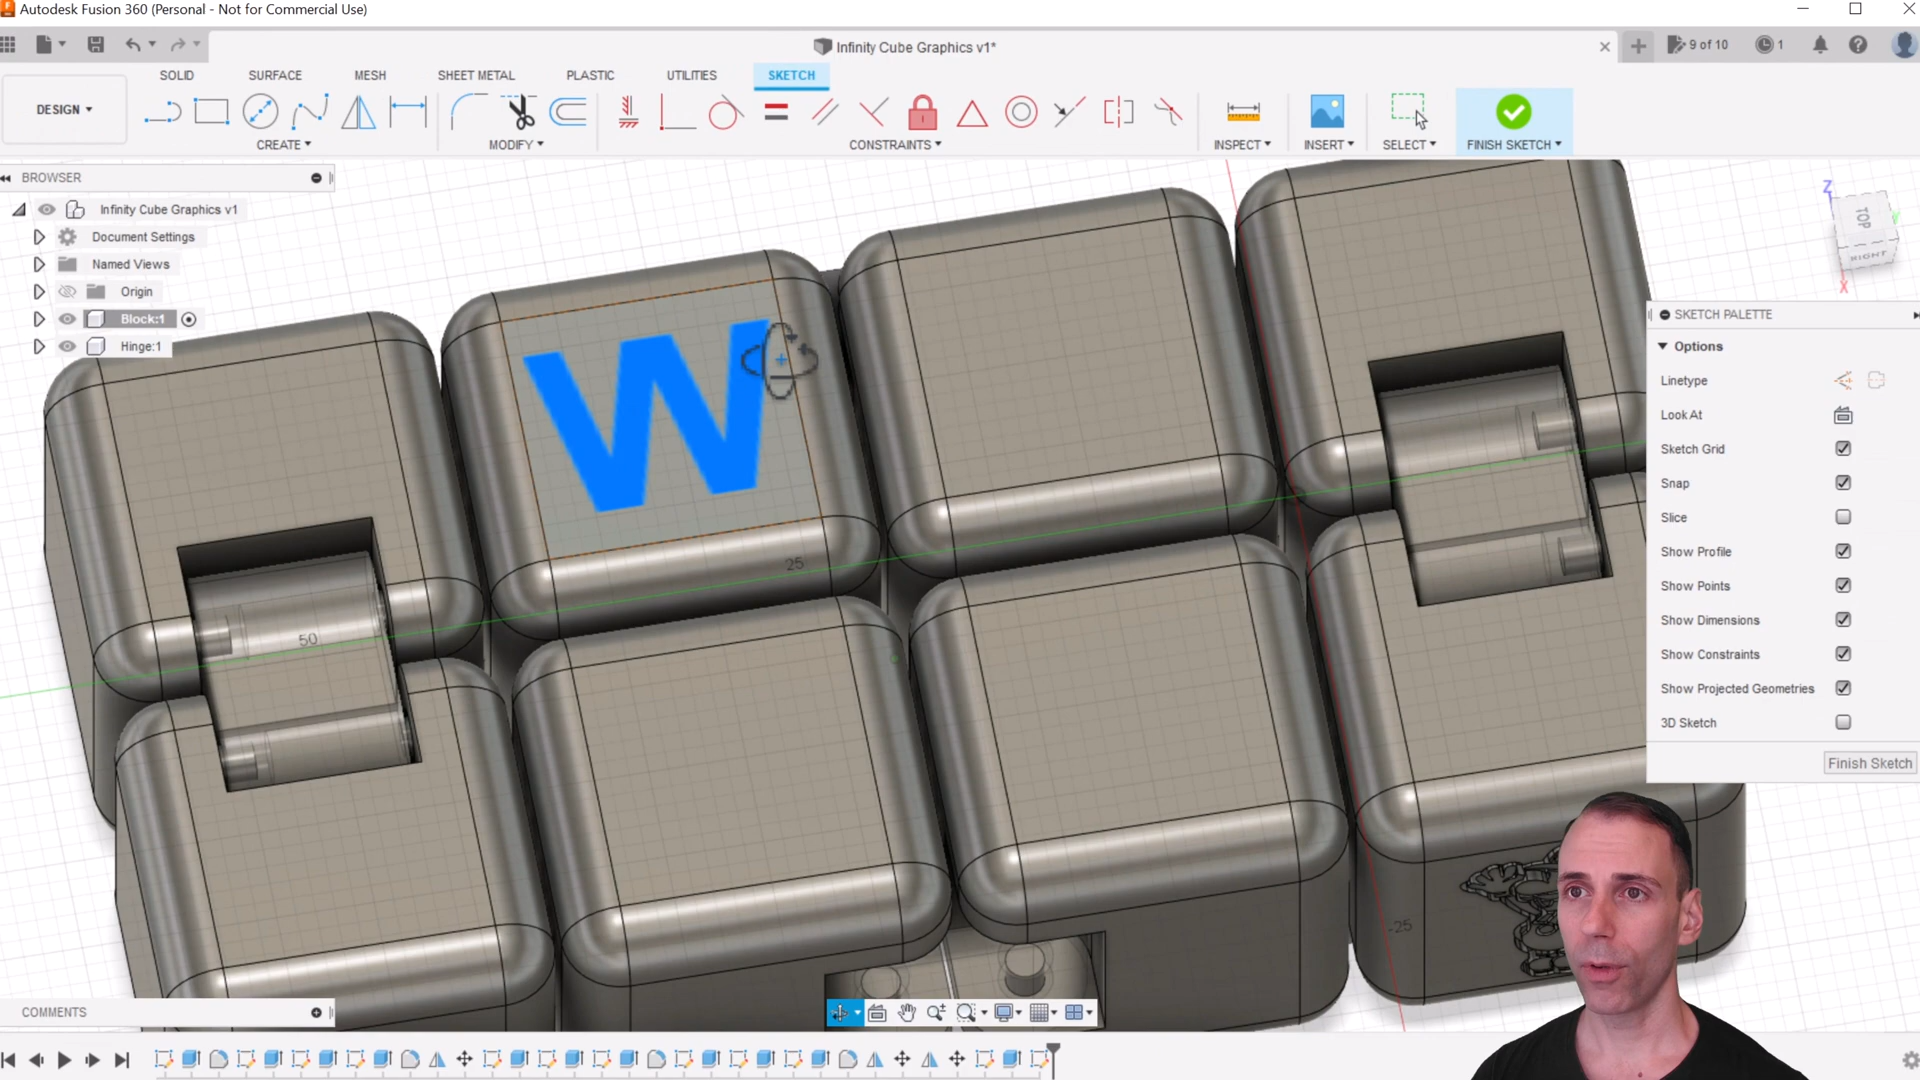 Autodesk Fusion 360 (Personal - Not for Commercial Use)
Infinity Cube Graphics v1*
9 of 10
1
DESIGN
SOLID
SURFACE
MESH
SHEET METAL
PLASTIC
UTILITIES
SKETCH
CREATE
MODIFY
CONSTRAINTS
INSPECT
INSERT
SELECT
FINISH SKETCH
BROWSER
Infinity Cube Graphics v1
Document Settings
Named Views
Origin
Block:1
Hinge:1
W
25
50
-25
Z
Y
X
TOP
RIGHT
SKETCH PALETTE
Options
Linetype
Look At
Sketch Grid
Snap
Slice
Show Profile
Show Points
Show Dimensions
Show Constraints
Show Projected Geometries
3D Sketch
Finish Sketch
COMMENTS